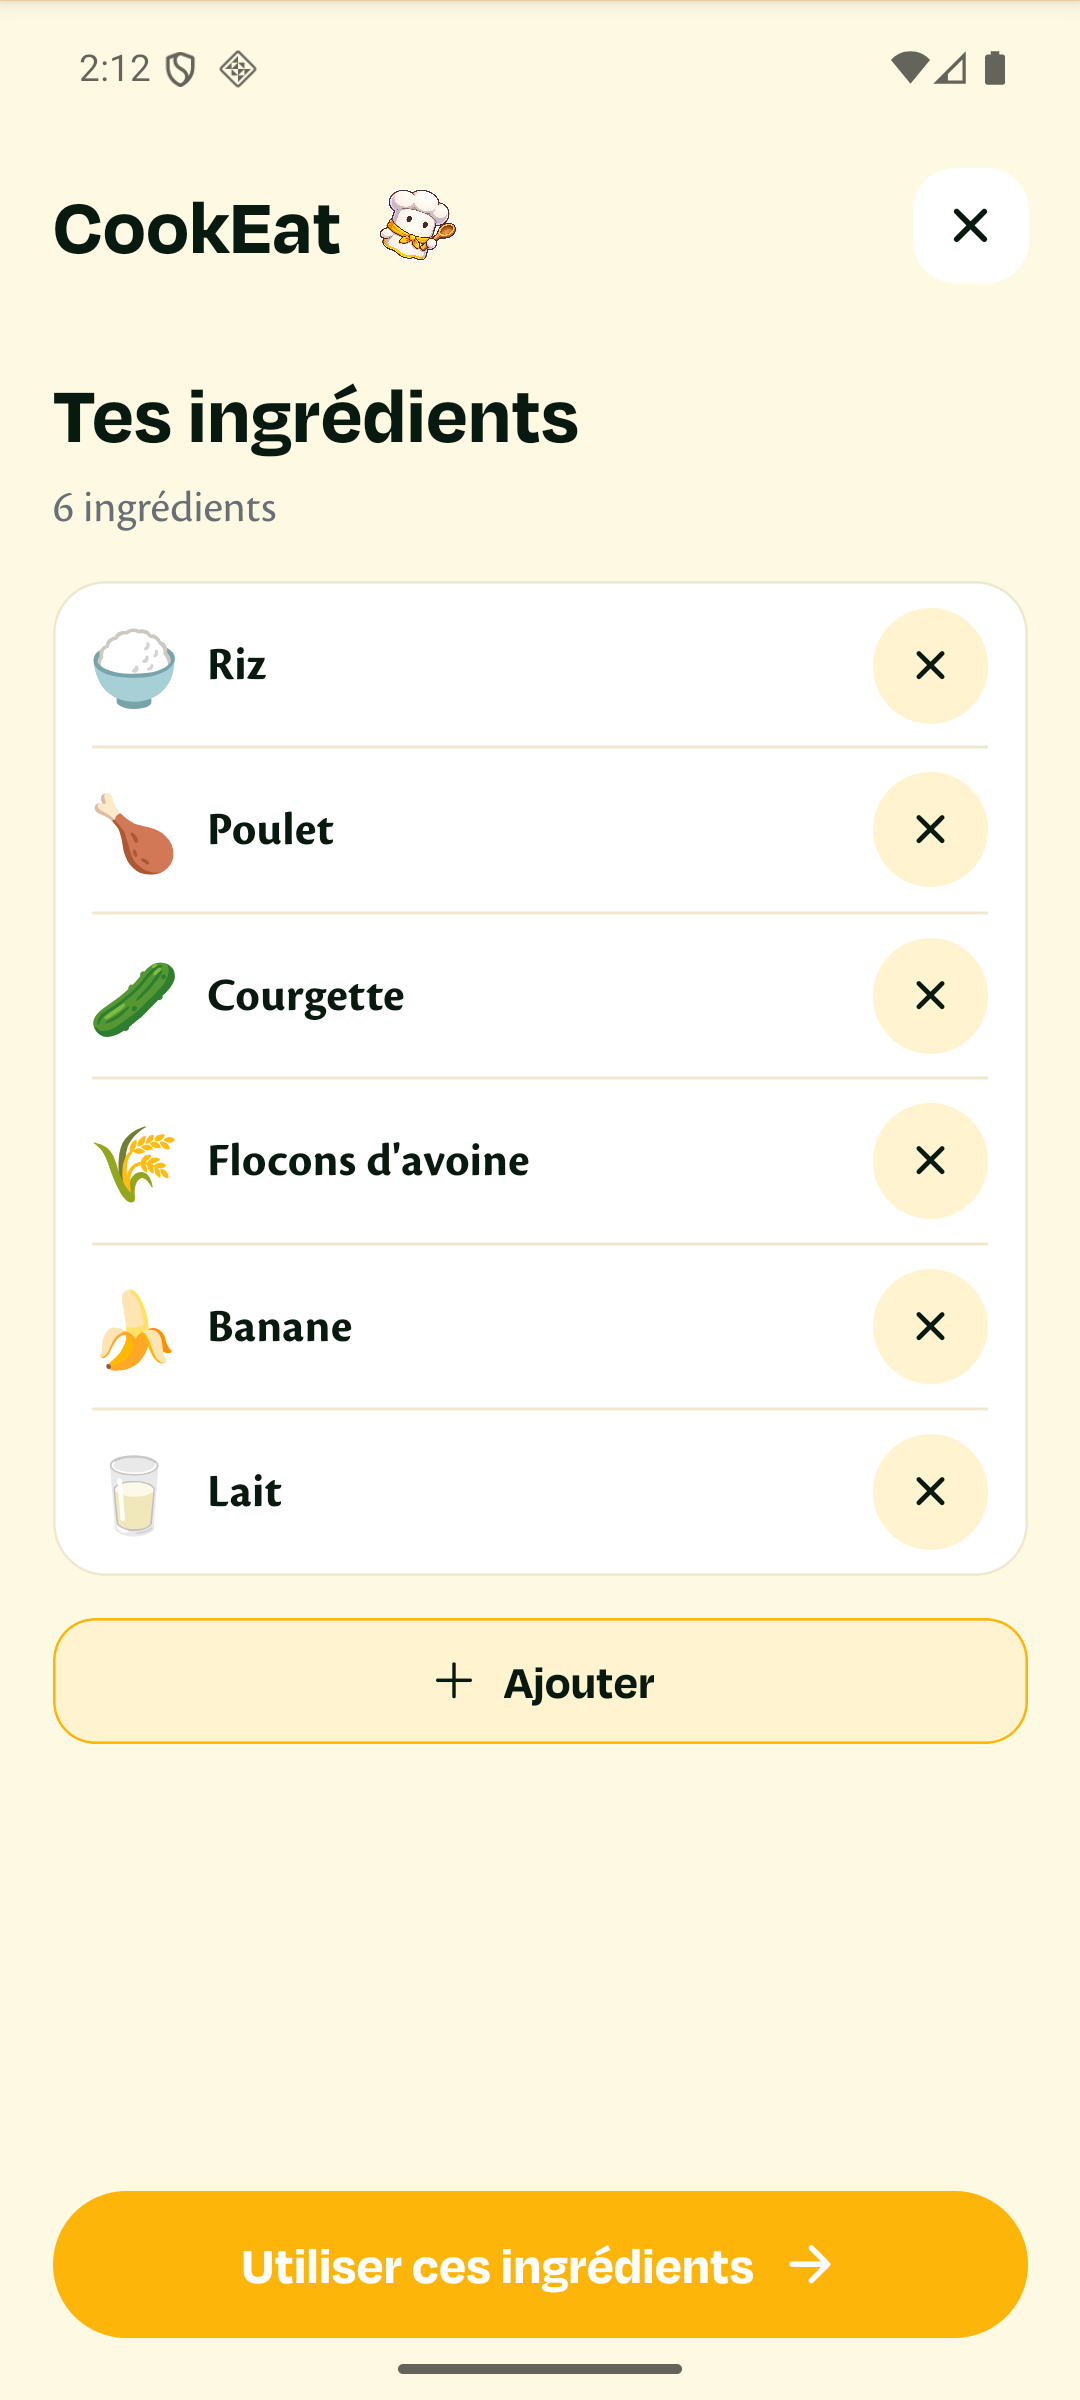 2:12
CookEat
Tes ingrédients
6 ingrédients
Riz
Poulet
Courgette
Flocons d'avoine
Banane
Lait
Ajouter
Utiliser ces ingrédients